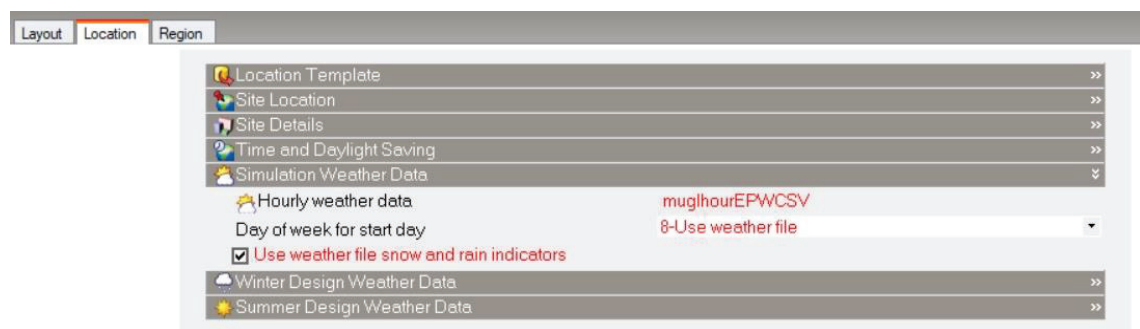 Layout Location Region
Location Template
Site Location
Site Details
Time and Daylight Saving
Simulation Weather Data
Hourly weather data muglhourEPWCSV
Day of week for start day 8-Use weather file
Use weather file snow and rain indicators
Winter Design Weather Data
Summer Design Weather Data